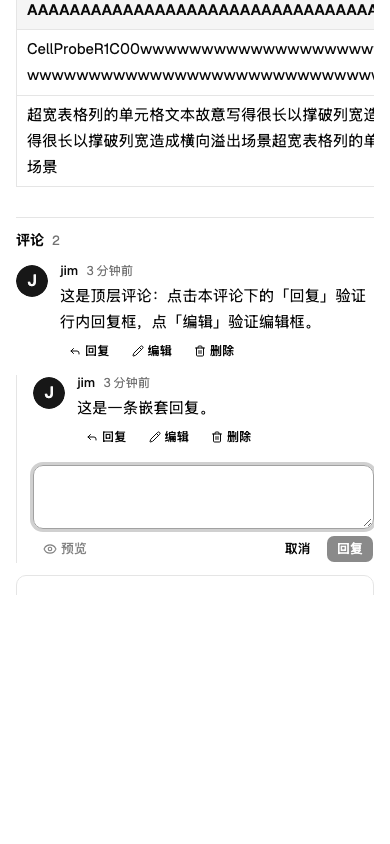 AAAAAAAAAAAAAAAAAAAAAAAAAAAAAAAAA
CellProbeR1C00wwwwwwwwwwwwwwwww
wwwwwwwwwwwwwwwwwwwwwwwww
超宽表格列的单元格文本故意写得很长以撑破列宽造
得很长以撑破列宽造成横向溢出场景超宽表格列的单
场景
评论 2
jim 3 分钟前
J
这是顶层评论：点击本评论下的「回复」验证
行内回复框，点「编辑」验证编辑框。
回复 编辑 删除
jim 3 分钟前
J
这是一条嵌套回复。
回复 编辑 删除
预览 取消 回复